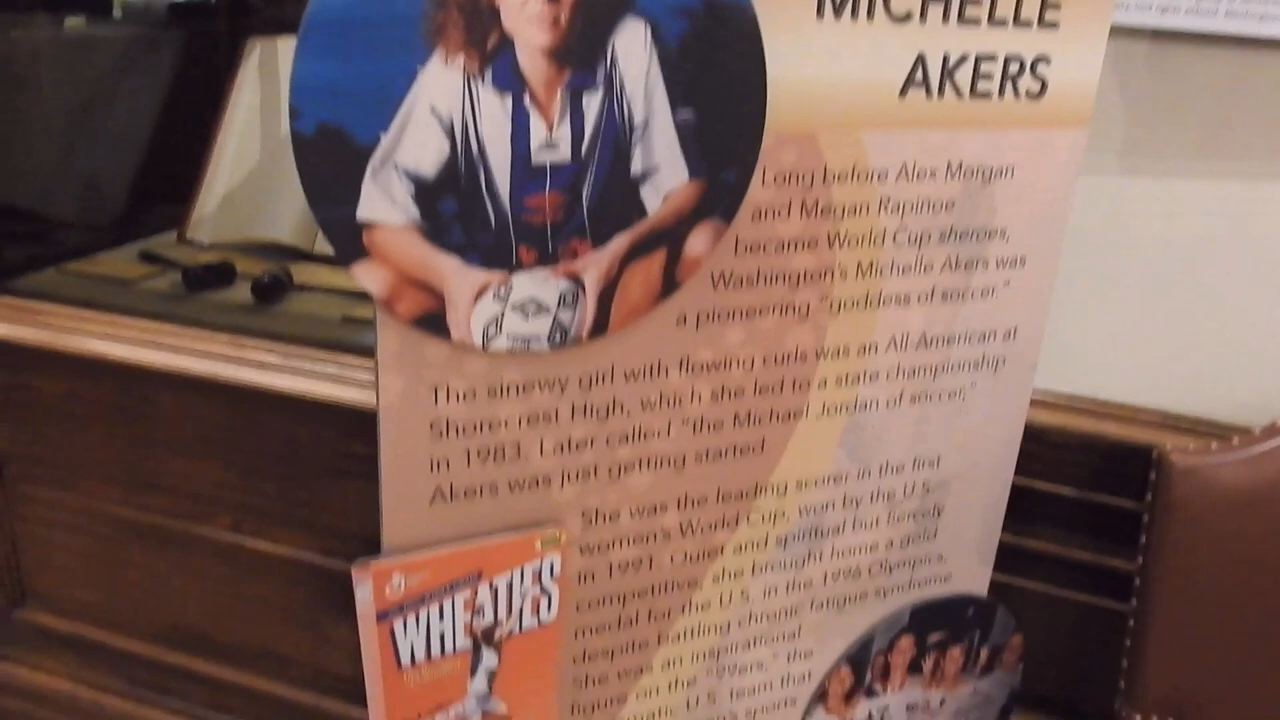 MICHELLE
AKERS
Long before Alex Morgan
and Megan Rapinoe
became World Cup sheroes,
Washington's Michelle Akers was
a pioneering "goddess of soccer."
The sinewy girl with flowing curls was an All-American at
Shorecrest High, which she led to a state championship
in 1983. Later called "the Michael Jordan of soccer,"
Akers was just getting started
She was the leading scorer in the first
women's World Cup, won by the U.S.
in 1991. Quiet and spiritual but fiercely
competitive, she brought home a gold
medal for the U.S. in the 1996 Olympics,
despite battling chronic fatigue syndrome
she was an inspirational
figure on the "99ers," the
U.S. team that
sports
WHEATIES